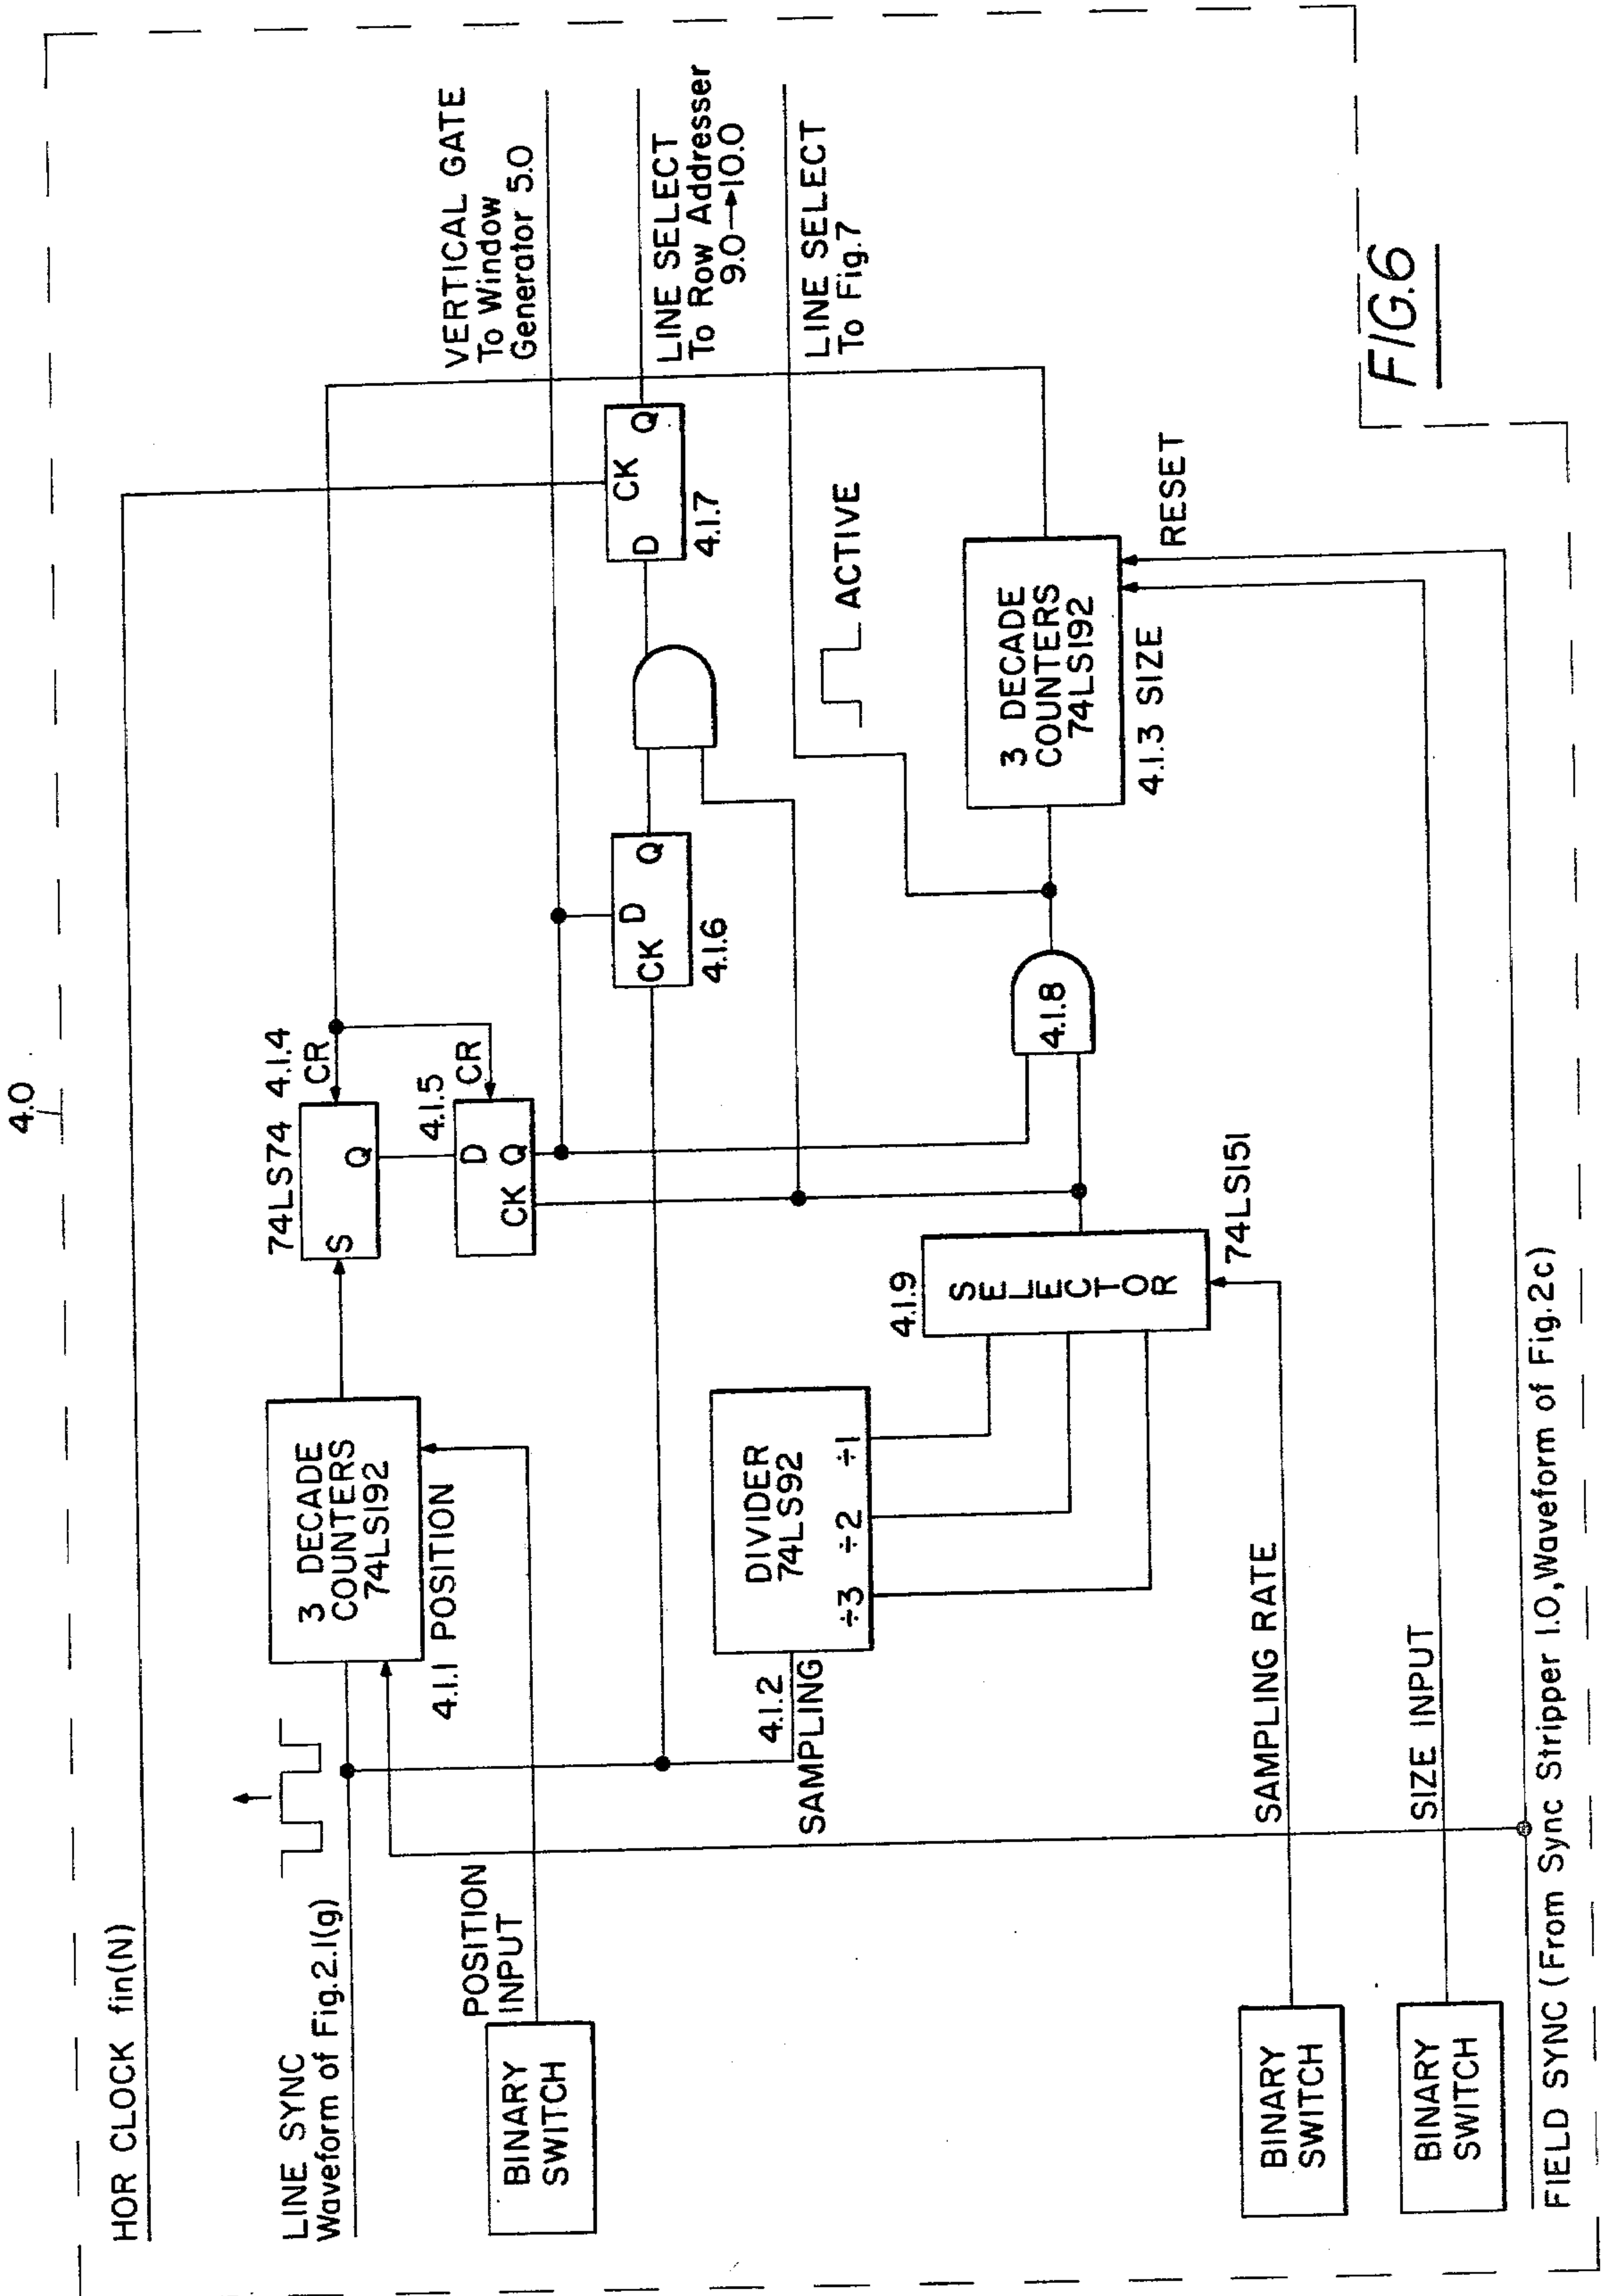 4.0
HOR CLOCK fin(N)
LINE SYNC
Waveform of Fig.2.1(g)
3 DECADE
COUNTERS
74LS192
4.1.1 POSITION
POSITION
INPUT
BINARY
SWITCH
74LS74 4.1.4
S
Q
CR
4.1.5
CR
D
CK Q
VERTICAL GATE
To Window
Generator 5.0
CK
D
Q
4.1.6
D
CK
Q
4.1.7
LINE SELECT
To Row Addresser
9.0→10.0
LINE SELECT
To Fig.7
ACTIVE
4.1.2
SAMPLING
DIVIDER
74LS92
÷3 ÷2 ÷1
4.1.9
SELECTOR
74LS151
4.1.8
3 DECADE
COUNTERS
74LS192
4.1.3 SIZE
RESET
BINARY
SWITCH
SAMPLING RATE
BINARY
SWITCH
SIZE INPUT
FIELD SYNC (From Sync Stripper 1.0,Waveform of Fig.2c)
FIG.6